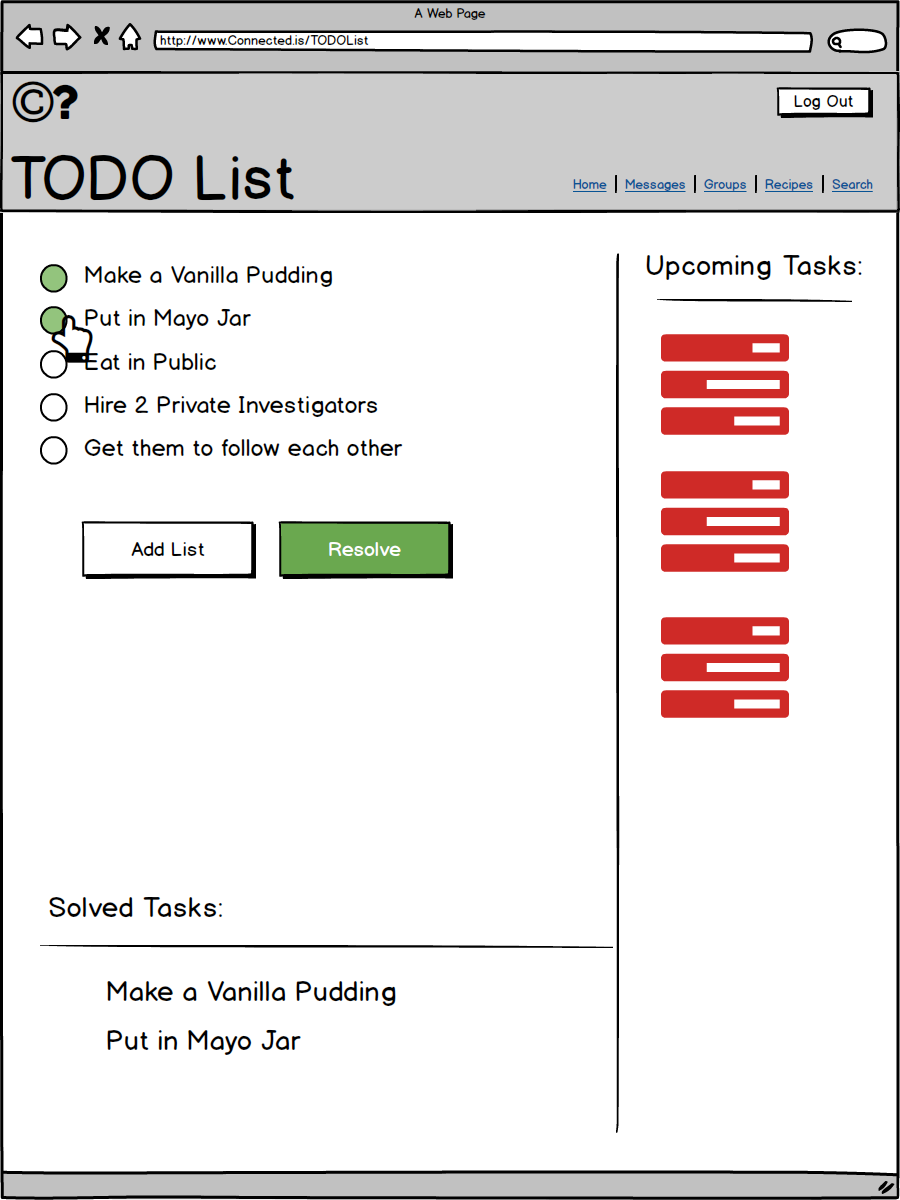 A Web Page
http://www.Connected.is/TODOList
©?
Log Out
TODO List
Home | Messages | Groups | Recipes | Search
Make a Vanilla Pudding
Put in Mayo Jar
Eat in Public
Hire 2 Private Investigators
Get them to follow each other
Add List
Resolve
Upcoming Tasks:
Solved Tasks:
Make a Vanilla Pudding
Put in Mayo Jar